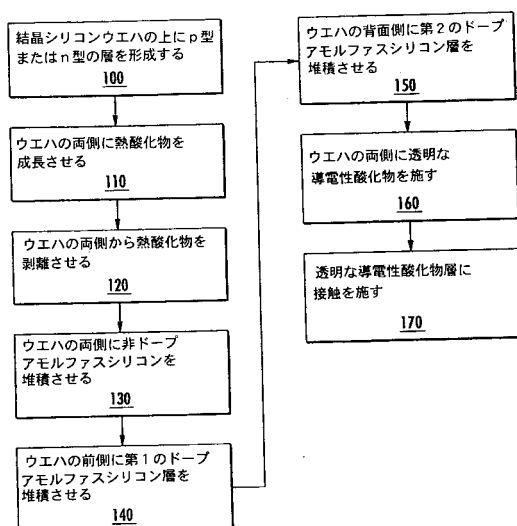 結晶シリコンウエハの上にp型
またはn型の層を形成する
100
ウエハの両側に熱酸化物を
成長させる
110
ウエハの両側から熱酸化物を
剥離させる
120
ウエハの両側に非ドープ
アモルファスシリコンを
堆積させる
130
ウエハの前側に第1のドープ
アモルファスシリコン層を
堆積させる
140
ウエハの背面側に第2のドープ
アモルファスシリコン層を
堆積させる
150
ウエハの両側に透明な
導電性酸化物を施す
160
透明な導電性酸化物層に
接触を施す
170